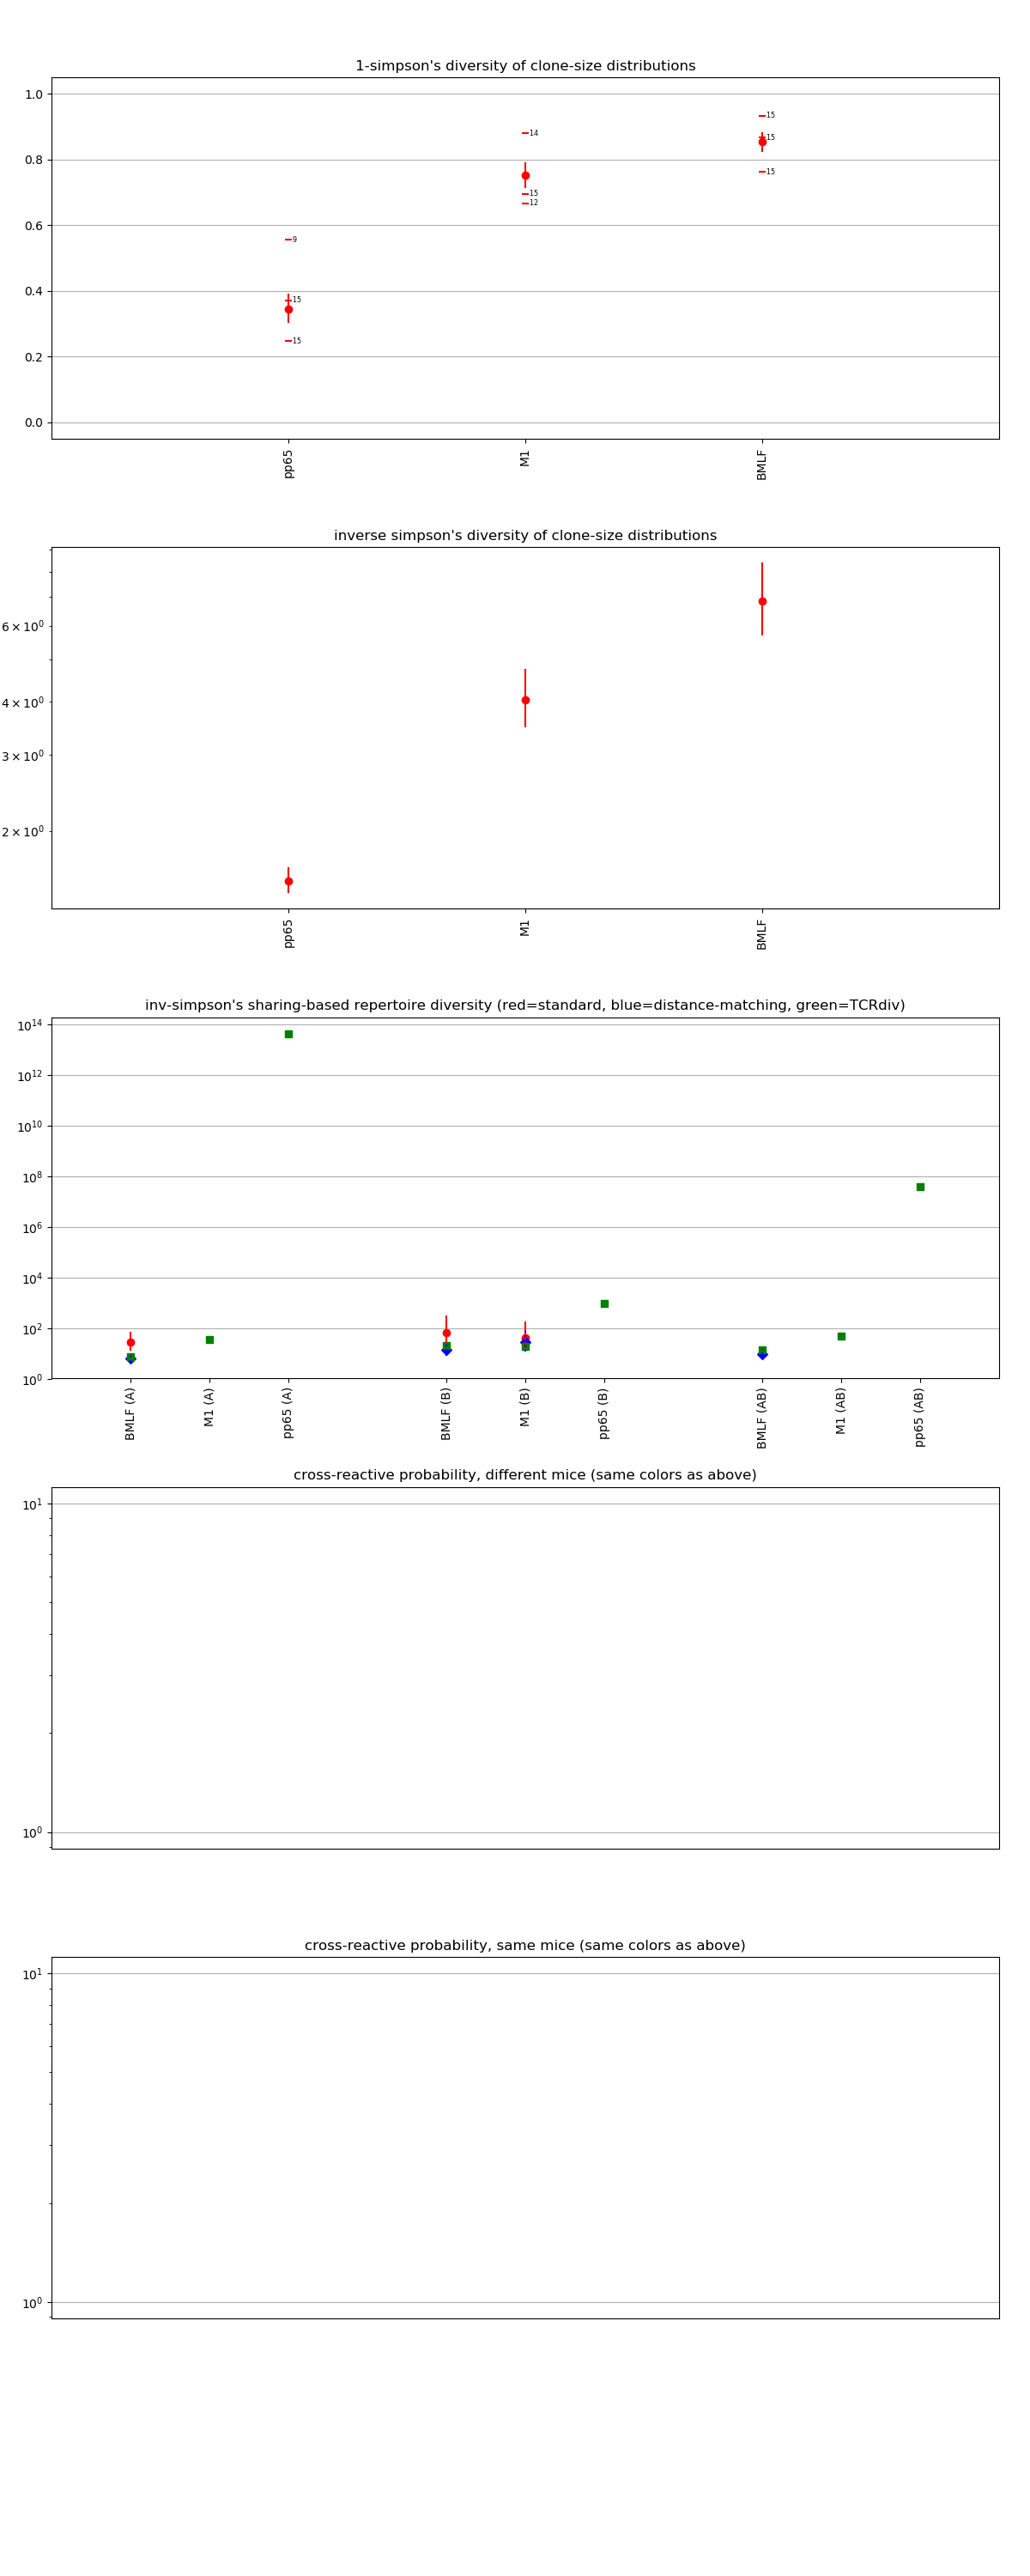 1-simpson's diversity of clone-size distributions
1.0
14
15
15
0.8
15
15
12
0.6
9
0.4
15
15
0.2
0.0
pp65
M1
BMLF
inverse simpson's diversity of clone-size distributions
6 × 10⁰
4 × 10⁰
3 × 10⁰
2 × 10⁰
pp65
M1
BMLF
inv-simpson's sharing-based repertoire diversity (red=standard, blue=distance-matching, green=TCRdiv)
10¹⁴
10¹²
10¹⁰
10⁸
10⁶
10⁴
10²
10⁰
BMLF (A)
M1 (A)
pp65 (A)
BMLF (B)
M1 (B)
pp65 (B)
BMLF (AB)
M1 (AB)
pp65 (AB)
cross-reactive probability, different mice (same colors as above)
10¹
10⁰
cross-reactive probability, same mice (same colors as above)
10¹
10⁰